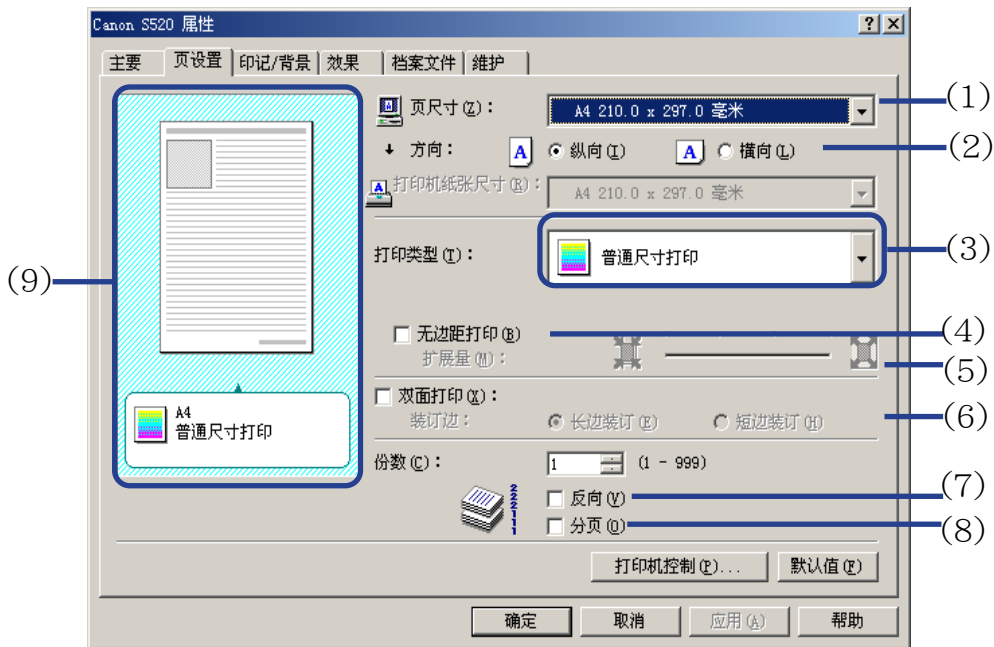 Canon S520 属性
主要 页设置 印记/背景 效果 档案文件 维护
页尺寸(Z): A4 210.0 x 297.0 毫米 (1)
方向: A 纵向(I) A 横向(L) (2)
A 打印机纸张尺寸(R): A4 210.0 x 297.0 毫米
打印类型(T): 普通尺寸打印 (3)
(9)
无边距打印(B) (4)
扩展量(M): (5)
A4
普通尺寸打印
双面打印(X):
装订边: 长边装订(E) 短边装订(H) (6)
份数(C): 1 (1 - 999)
反向(V) (7)
222111
分页(O) (8)
打印机控制(P)... 默认值(F)
确定 取消 应用(A) 帮助